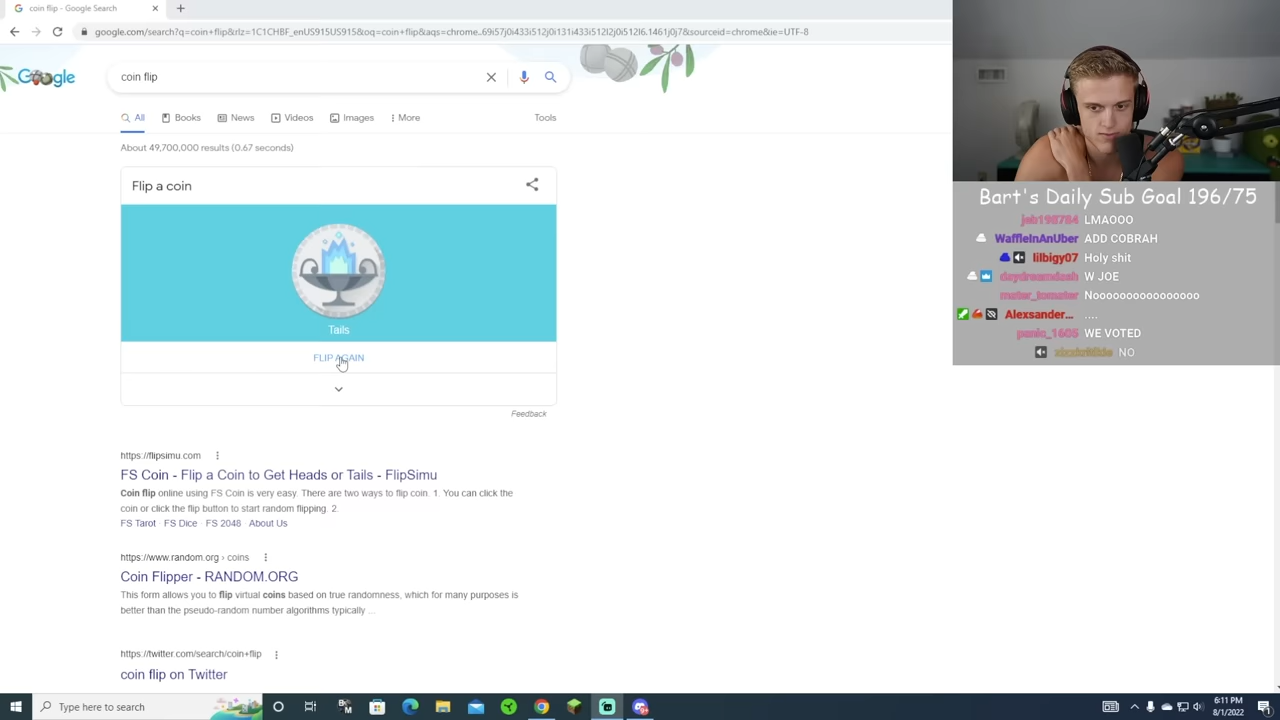 coin flip - Google Search
google.com/search?q=coin+flip&rlz=1C1CHBF_enUS915US915&oq=coin+flip&aqs=chrome..69i57j0i433i512j0i131i433i512l2j0i512l6.1461j0j7&sourceid=chrome&ie=UTF-8
Google
coin flip
All Books News Videos Images More Tools
About 49,700,000 results (0.67 seconds)
Flip a coin
Tails
FLIP AGAIN
Feedback
https://flipsimu.com
FS Coin - Flip a Coin to Get Heads or Tails - FlipSimu
Coin flip online using FS Coin is very easy. There are two ways to flip coin. 1. You can click the
coin or click the flip button to start random flipping. 2.
FS Tarot · FS Dice · FS 2048 · About Us
https://www.random.org › coins
Coin Flipper - RANDOM.ORG
This form allows you to flip virtual coins based on true randomness, which for many purposes is
better than the pseudo-random number algorithms typically ...
https://twitter.com/search/coin+flip
coin flip on Twitter
Bart's Daily Sub Goal 196/75
LMAOOO
WaffleInAnUber ADD COBRAH
lilbigy07 Holy shit
W JOE
Nooooooooooooooo
Alexsander... ....
panic_1605 WE VOTED
NO
Type here to search
6:11 PM
8/1/2022